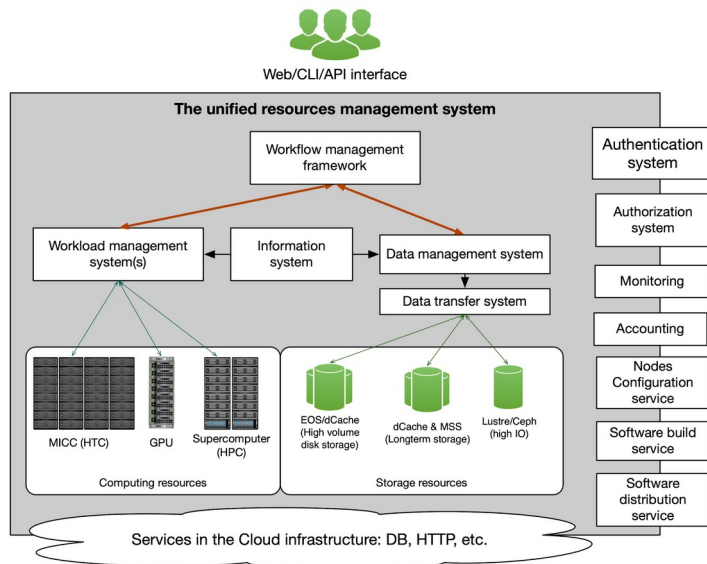 Web/CLI/API interface
The unified resources management system
Workflow management
framework
Authentication
system
Authorization
system
Workload management
system(s)
Information
system
Data management system
Data transfer system
Monitoring
Accounting
Nodes
Configuration
service
Software build
service
Software
distribution
service
MICC (HTC)
GPU
Supercomputer
(HPC)
Computing resources
EOS/dCache
(High volume
disk storage)
dCache & MSS
(Longterm storage)
Lustre/Ceph
(high IO)
Storage resources
Services in the Cloud infrastructure: DB, HTTP, etc.